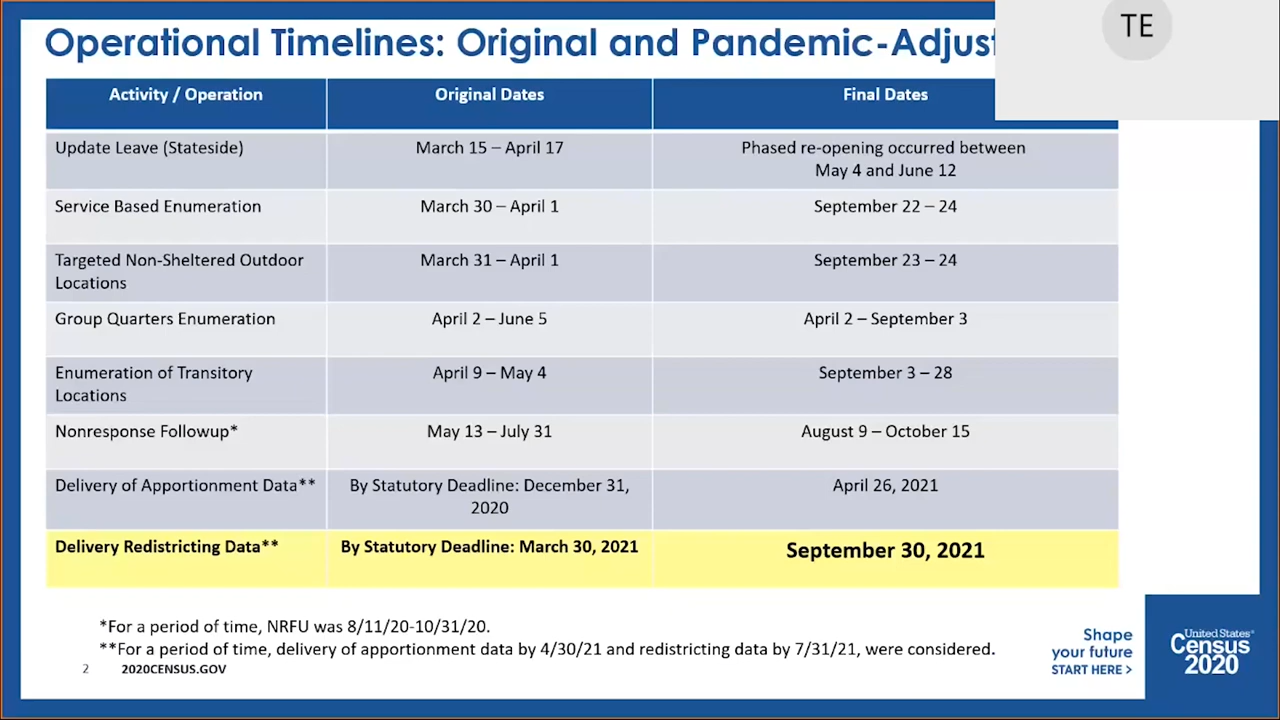 Operational Timelines: Original and Pandemic-Adjust
TE
Activity / Operation
Original Dates
Final Dates
Update Leave (Stateside)
March 15 – April 17
Phased re-opening occurred between
May 4 and June 12
Service Based Enumeration
March 30 – April 1
September 22 – 24
Targeted Non-Sheltered Outdoor
Locations
March 31 – April 1
September 23 – 24
Group Quarters Enumeration
April 2 – June 5
April 2 – September 3
Enumeration of Transitory
Locations
April 9 – May 4
September 3 – 28
Nonresponse Followup*
May 13 – July 31
August 9 – October 15
Delivery of Apportionment Data**
By Statutory Deadline: December 31,
2020
April 26, 2021
Delivery Redistricting Data**
By Statutory Deadline: March 30, 2021
September 30, 2021
*For a period of time, NRFU was 8/11/20-10/31/20.
**For a period of time, delivery of apportionment data by 4/30/21 and redistricting data by 7/31/21, were considered.
2
2020CENSUS.GOV
Shape
your future
START HERE >
United States®
Census
2020